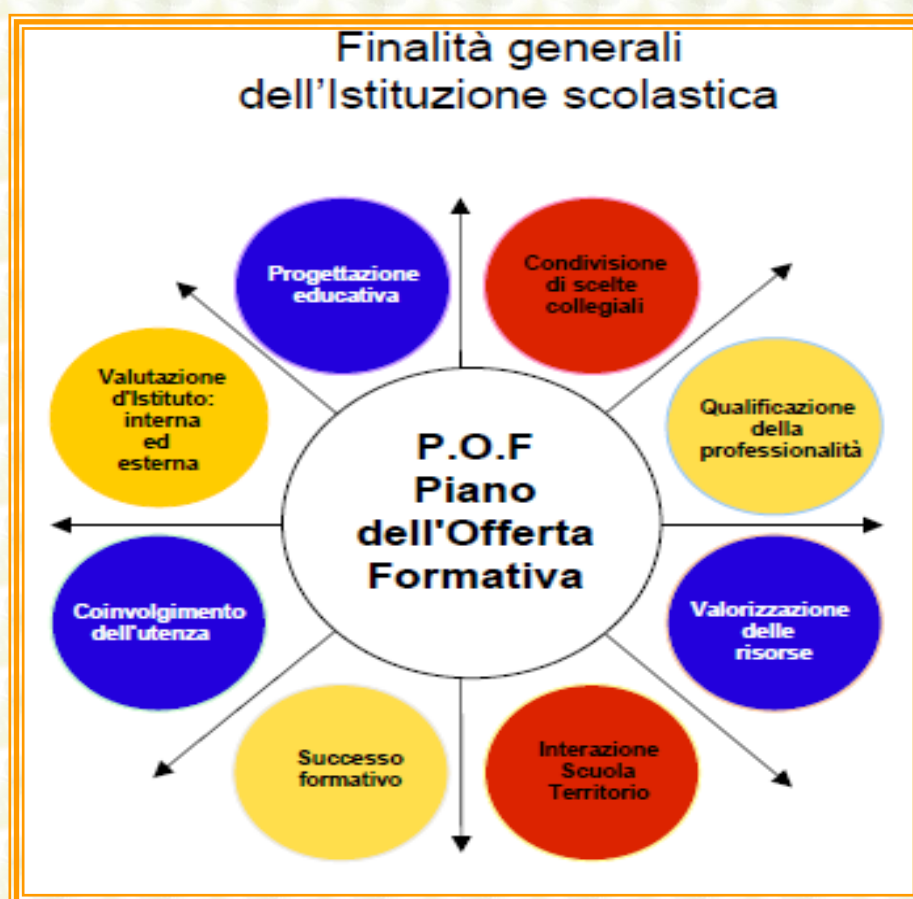 Finalità generali
dell'Istituzione scolastica
Progettazione
educativa
Condivisione
di scelte
collegiali
Valutazione
d'Istituto:
interna
ed
esterna
Qualificazione
della
professionalità
P.O.F
Piano
dell'Offerta
Formativa
Coinvolgimento
dell'utenza
Valorizzazione
delle
risorse
Successo
formativo
Interazione
Scuola
Territorio